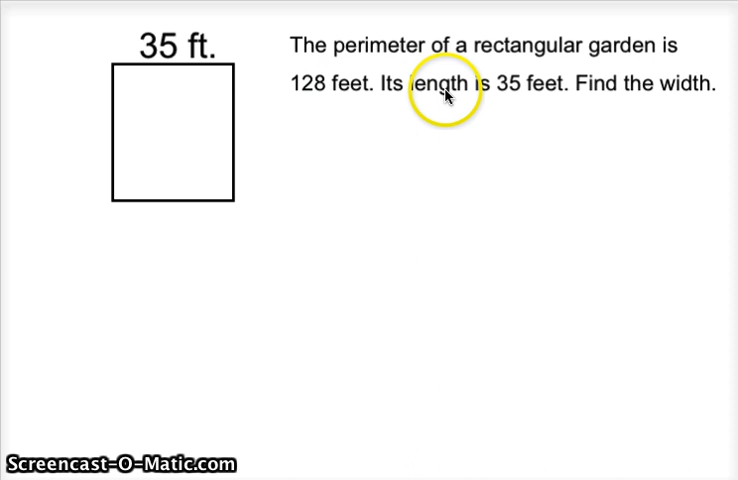 35 ft.
The perimeter of a rectangular garden is
128 feet. Its length is 35 feet. Find the width.
Screencast-O-Matic.com